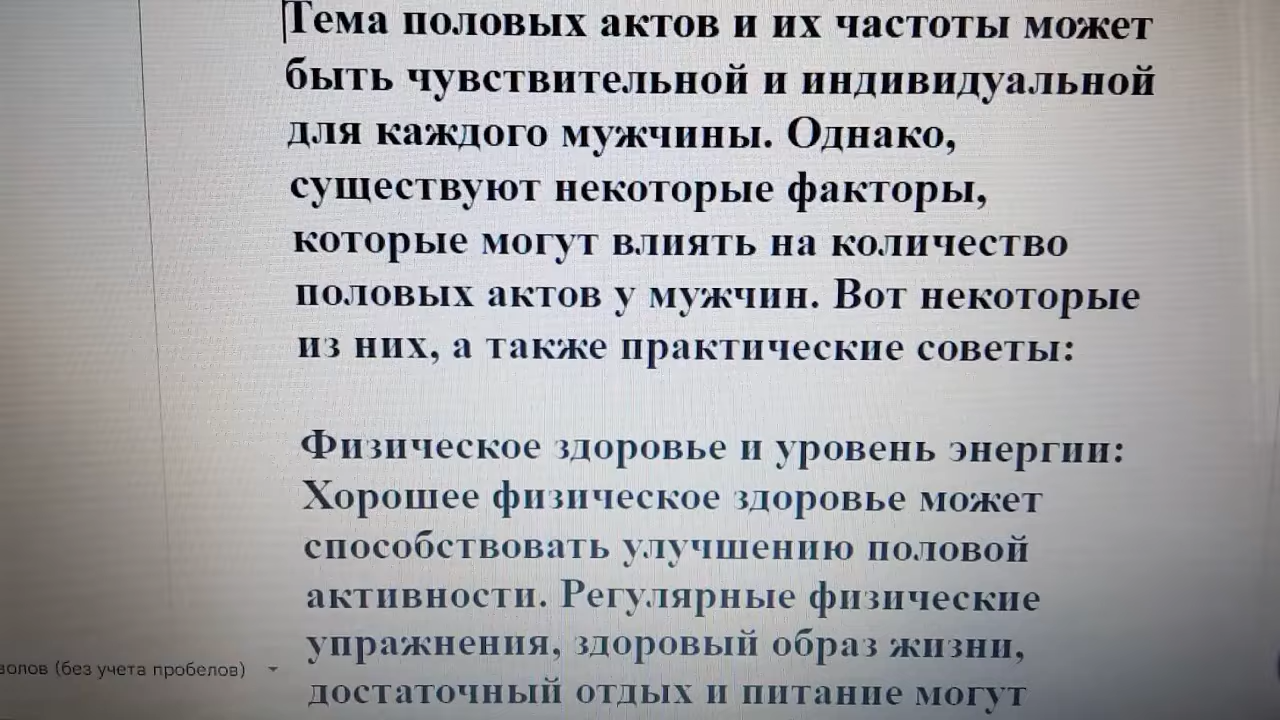 Тема половых актов и их частоты может
быть чувствительной и индивидуальной
для каждого мужчины. Однако,
существуют некоторые факторы,
которые могут влиять на количество
половых актов у мужчин. Вот некоторые
из них, а также практические советы:
Физическое здоровье и уровень энергии:
Хорошее физическое здоровье может
способствовать улучшению половой
активности. Регулярные физические
упражнения, здоровый образ жизни,
(без учета пробелов)
достаточный отдых и питание могут